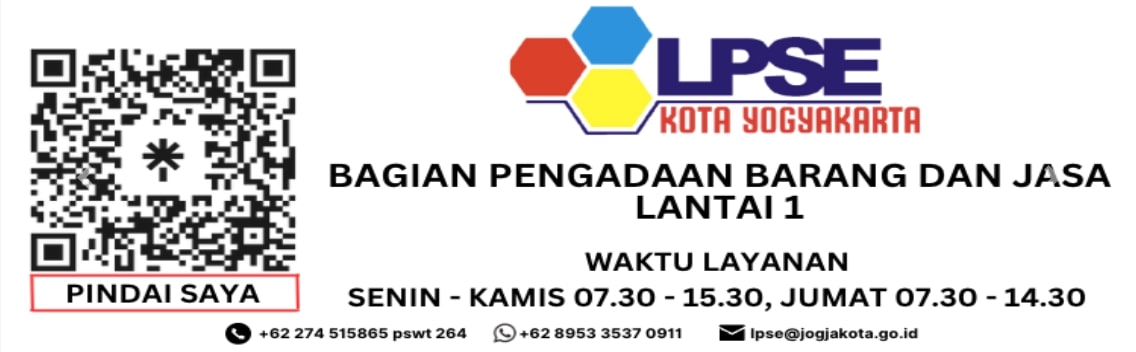 LPSE
KOTA YOGYAKARTA
BAGIAN PENGADAAN BARANG DAN JASA
LANTAI 1
WAKTU LAYANAN
SENIN - KAMIS 07.30 - 15.30, JUMAT 07.30 - 14.30
PINDAI SAYA
+62 274 515865 pswt 264 +62 8953 3537 0911 lpse@jogjakota.go.id